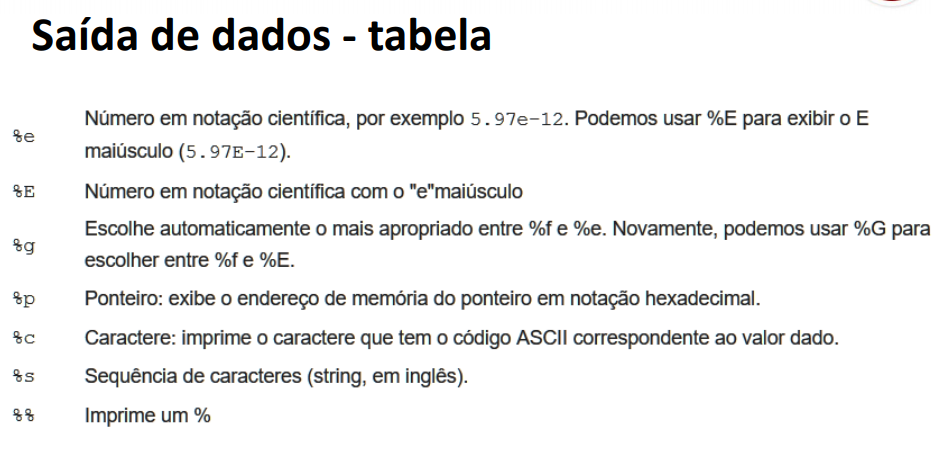 Saída de dados - tabela
%e Número em notação científica, por exemplo 5.97e-12. Podemos usar %E para exibir o E
maiúsculo (5.97E-12).
%E Número em notação científica com o "e"maiúsculo
%g Escolhe automaticamente o mais apropriado entre %f e %e. Novamente, podemos usar %G para
escolher entre %f e %E.
%p Ponteiro: exibe o endereço de memória do ponteiro em notação hexadecimal.
%c Caractere: imprime o caractere que tem o código ASCII correspondente ao valor dado.
%s Sequência de caracteres (string, em inglês).
%% Imprime um %